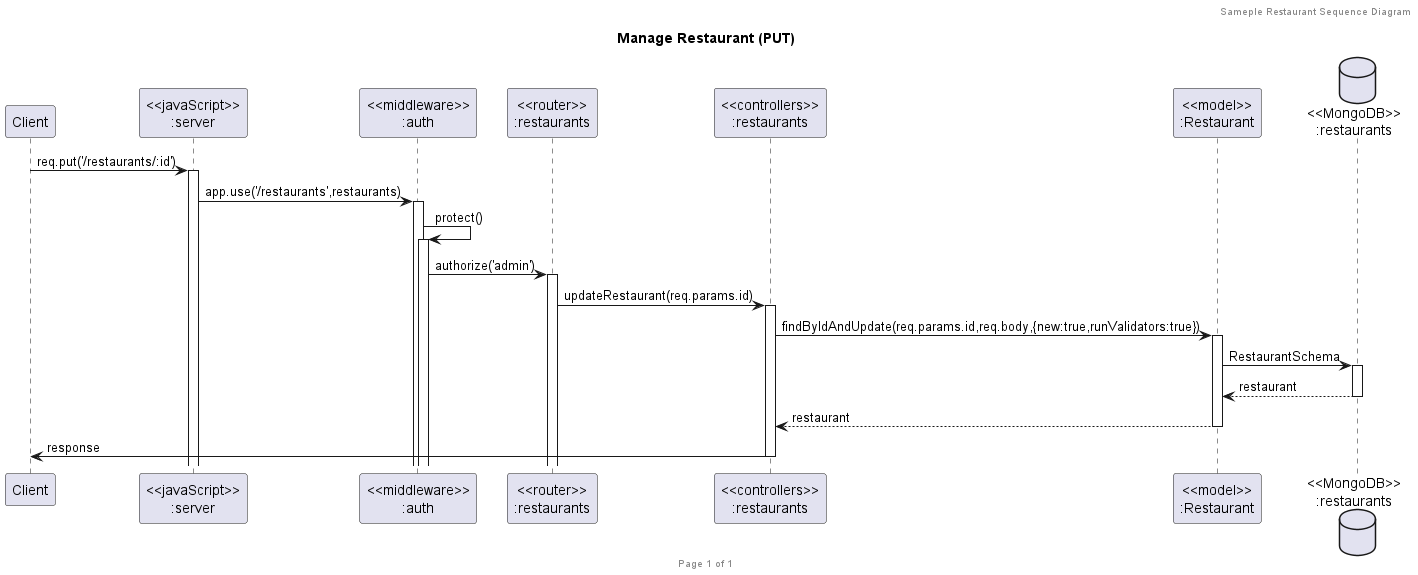 Sameple Restaurant Sequence Diagram
Manage Restaurant (PUT)
Client
<<javaScript>>
:server
<<middleware>>
:auth
<<router>>
:restaurants
<<controllers>>
:restaurants
<<model>>
:Restaurant
<<MongoDB>>
:restaurants
req.put('/restaurants/:id')
app.use('/restaurants',restaurants)
protect()
authorize('admin')
updateRestaurant(req.params.id)
findByIdAndUpdate(req.params.id,req.body,{new:true,runValidators:true})
RestaurantSchema
restaurant
restaurant
response
Client
<<javaScript>>
:server
<<middleware>>
:auth
<<router>>
:restaurants
<<controllers>>
:restaurants
<<model>>
:Restaurant
<<MongoDB>>
:restaurants
Page 1 of 1